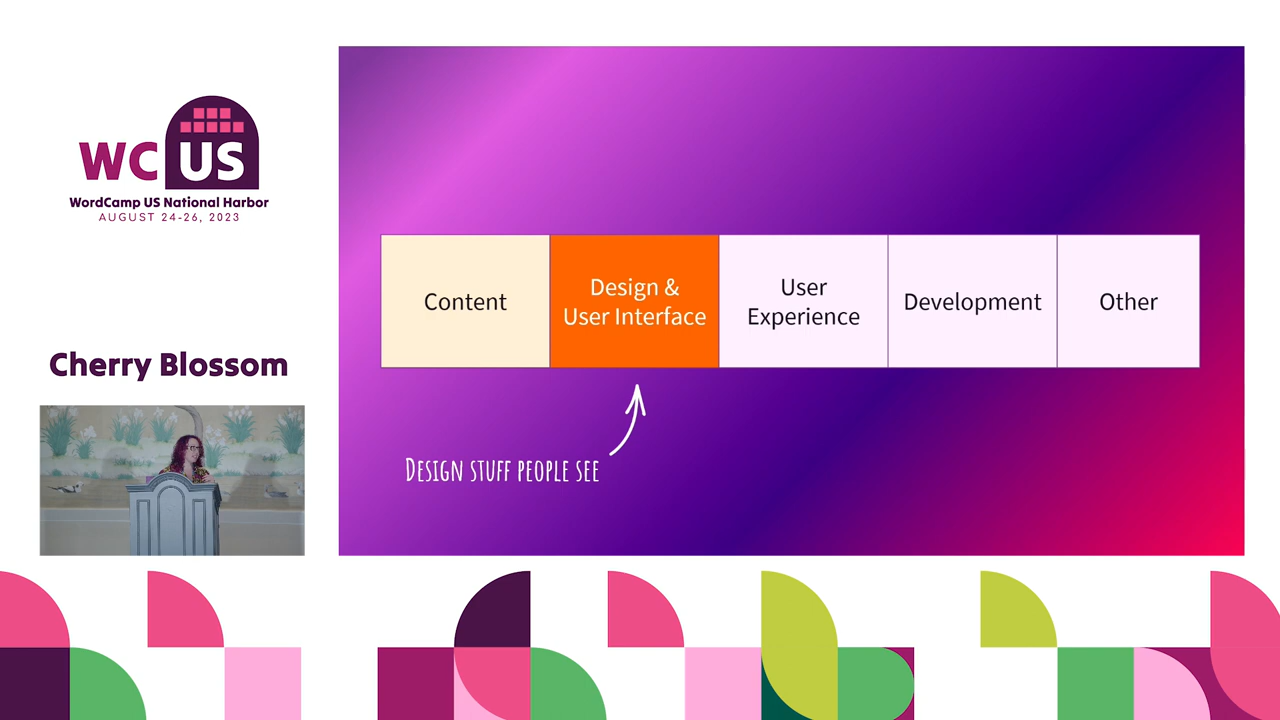 WC US
WordCamp US National Harbor
AUGUST 24-26, 2023
Cherry Blossom
Content
Design &
User Interface
User
Experience
Development
Other
DESIGN STUFF PEOPLE SEE